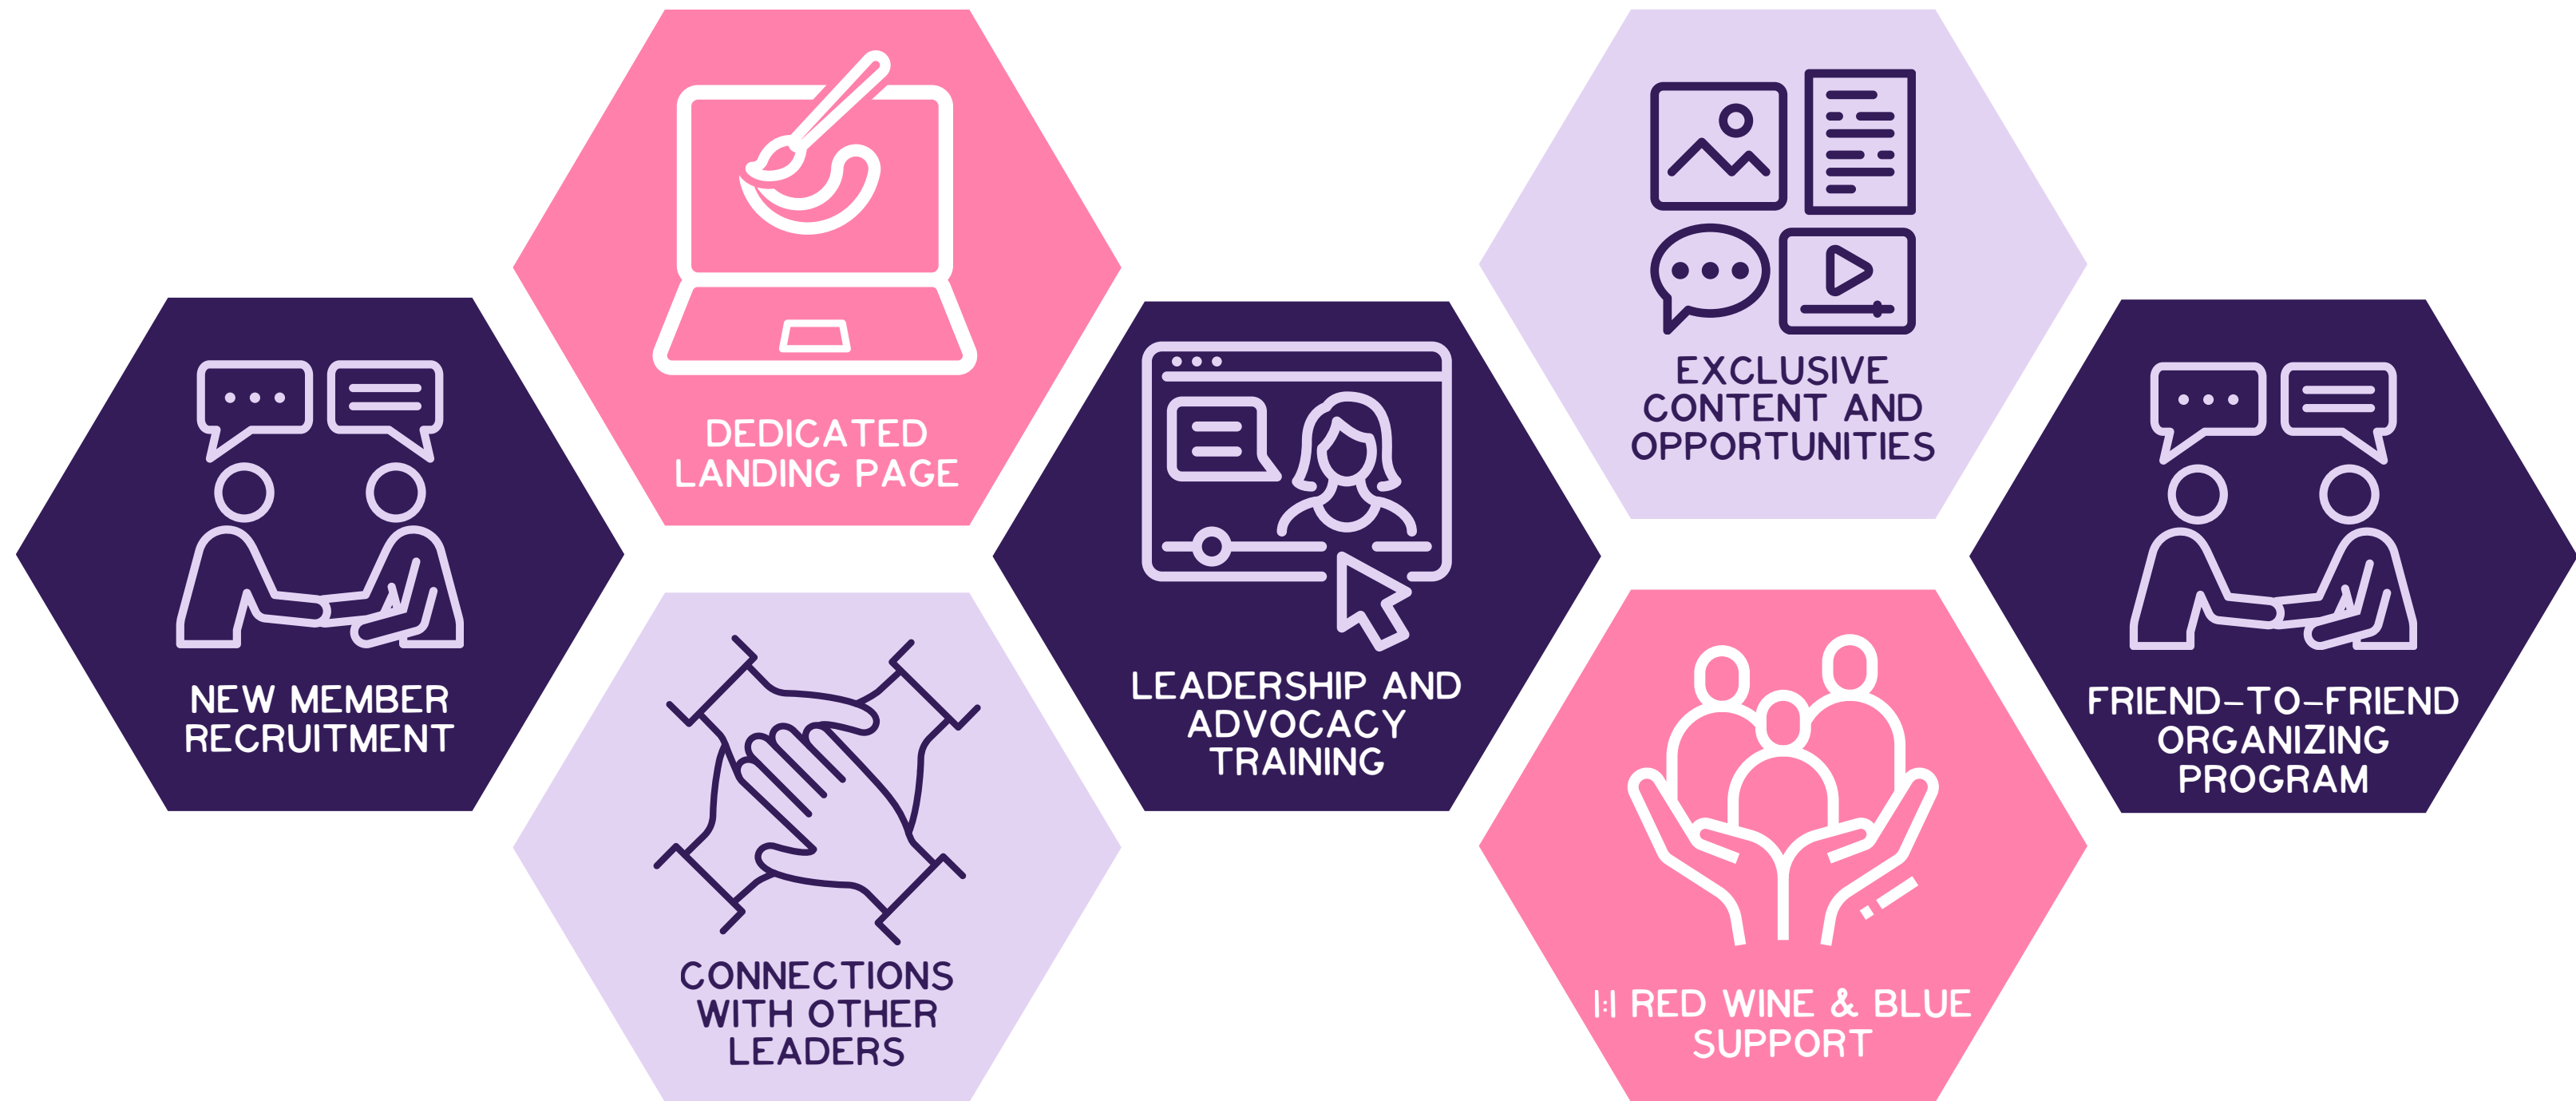 NEW MEMBER
RECRUITMENT
DEDICATED
LANDING PAGE
CONNECTIONS
WITH OTHER
LEADERS
LEADERSHIP AND
ADVOCACY
TRAINING
EXCLUSIVE
CONTENT AND
OPPORTUNITIES
1:1 RED WINE & BLUE
SUPPORT
FRIEND-TO-FRIEND
ORGANIZING
PROGRAM